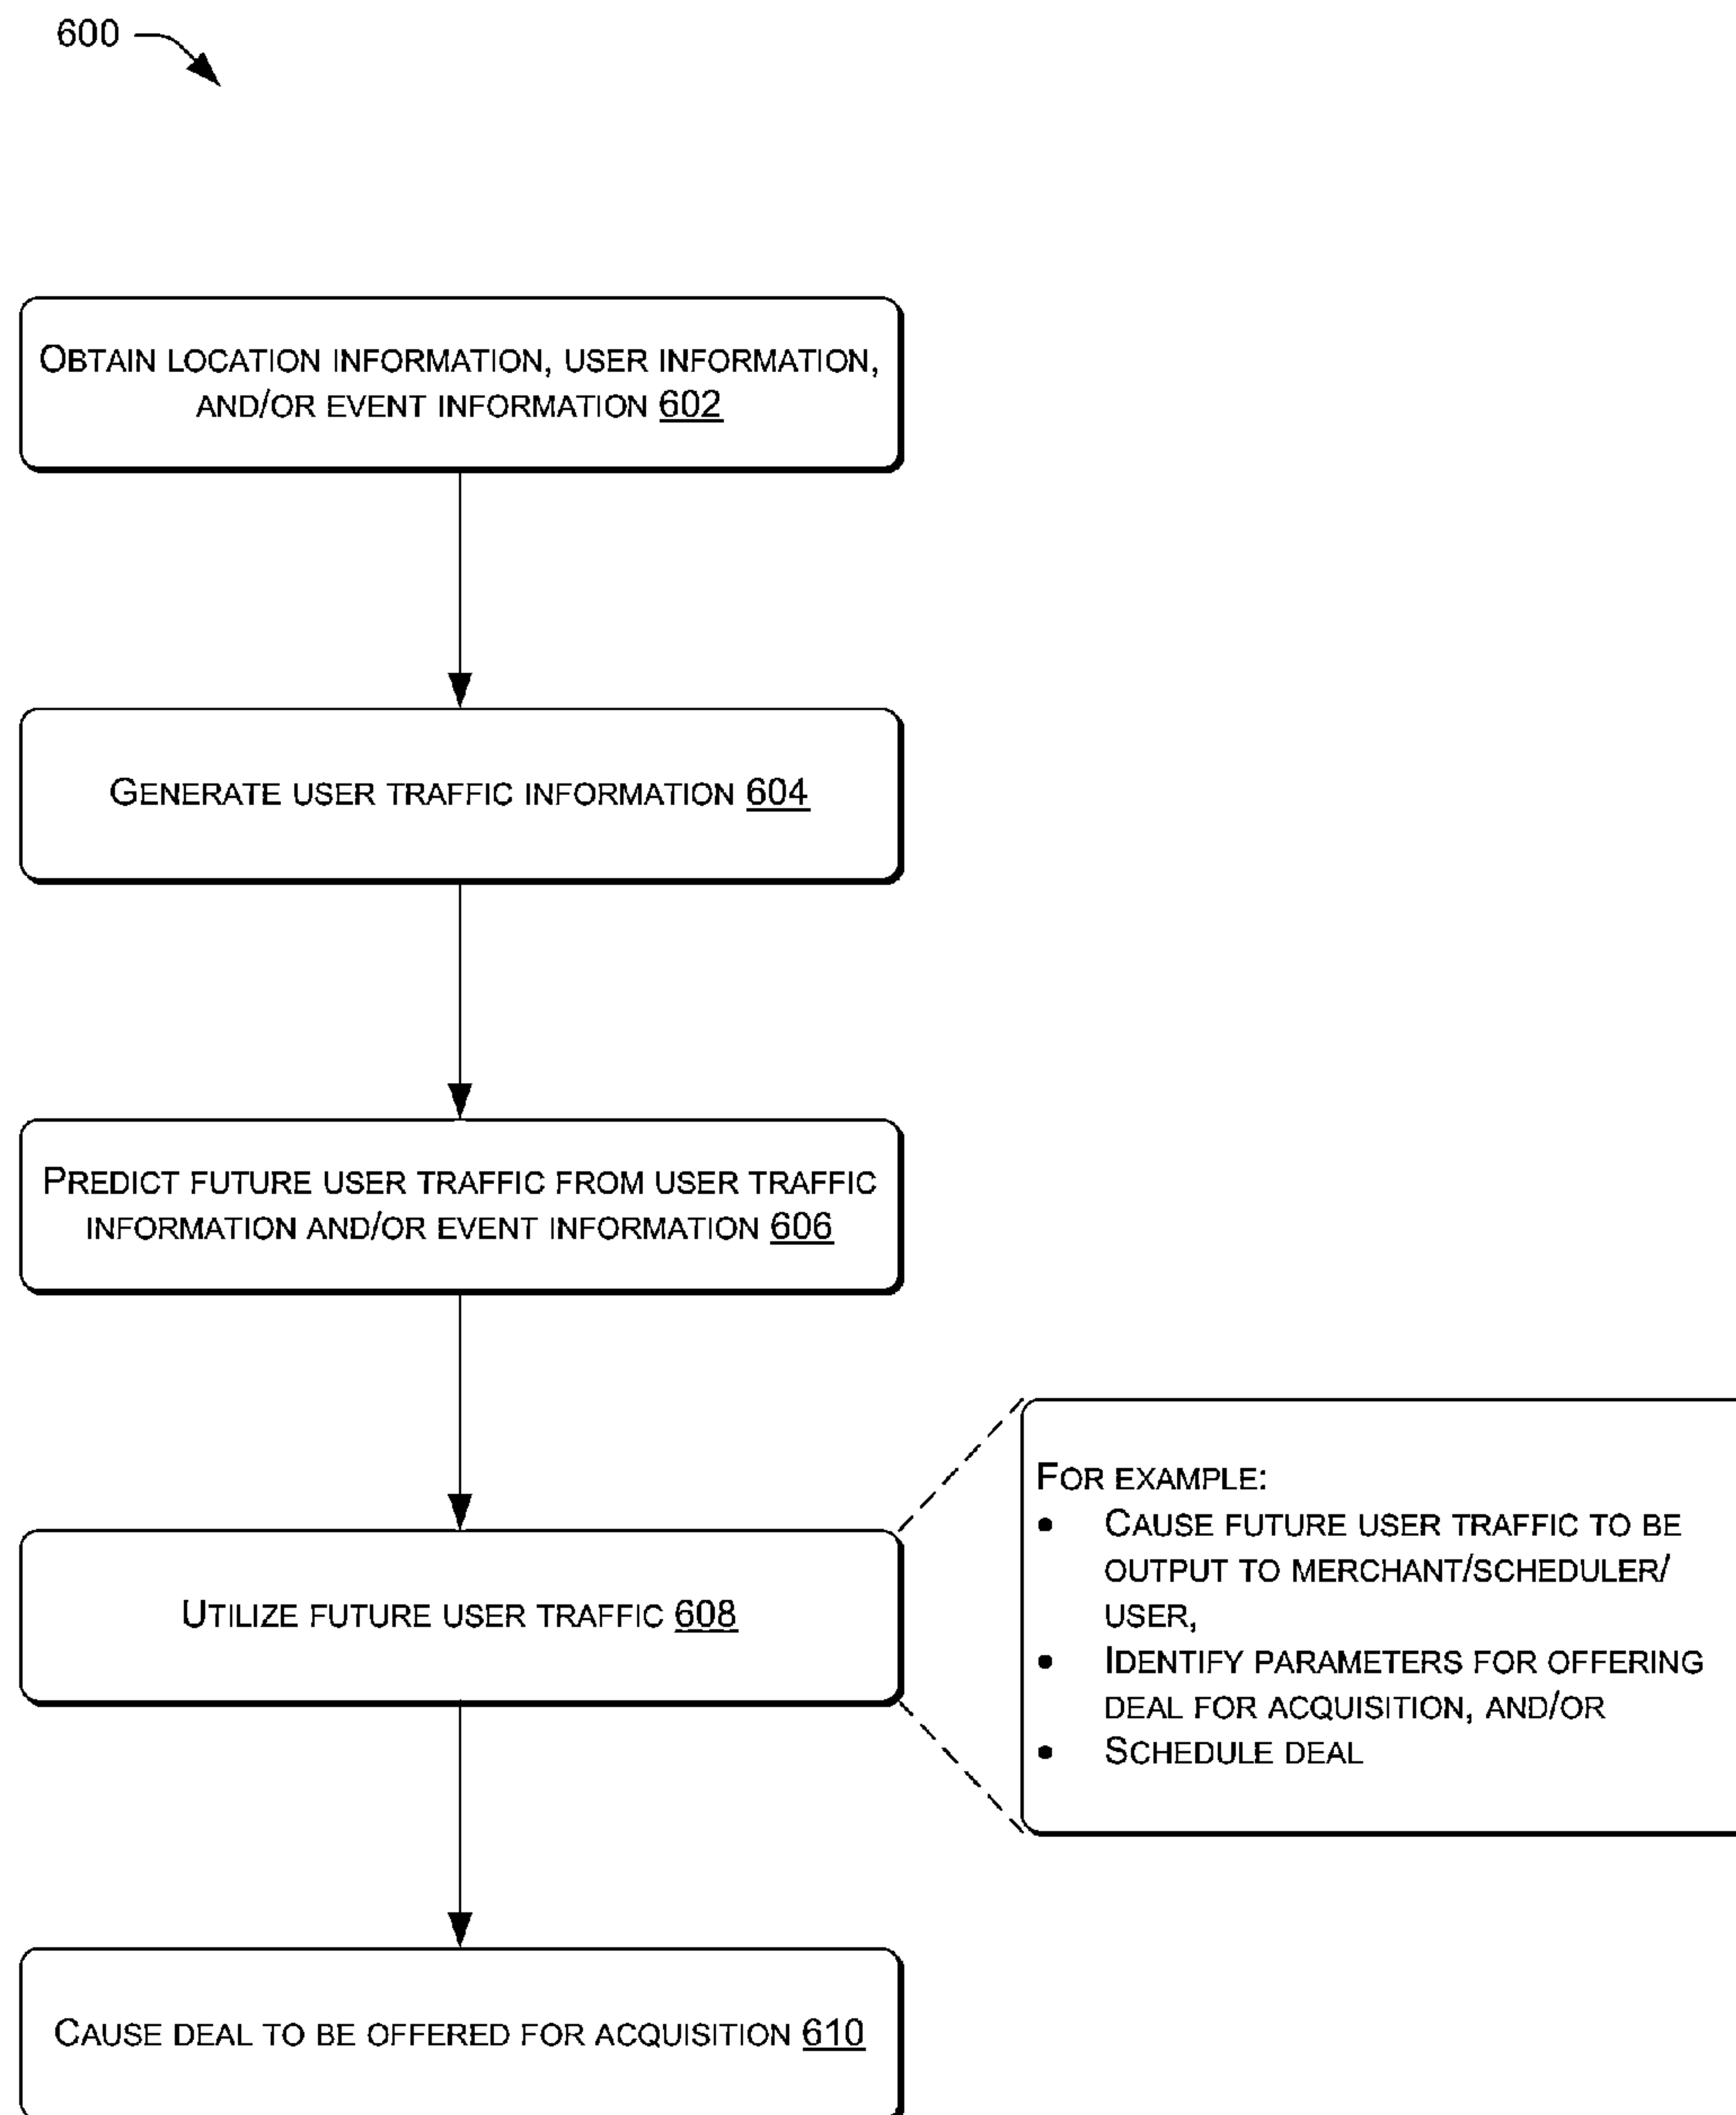 600
OBTAIN LOCATION INFORMATION, USER INFORMATION,
AND/OR EVENT INFORMATION 602
GENERATE USER TRAFFIC INFORMATION 604
PREDICT FUTURE USER TRAFFIC FROM USER TRAFFIC
INFORMATION AND/OR EVENT INFORMATION 606
UTILIZE FUTURE USER TRAFFIC 608
FOR EXAMPLE:
• CAUSE FUTURE USER TRAFFIC TO BE
OUTPUT TO MERCHANT/SCHEDULER/
USER,
• IDENTIFY PARAMETERS FOR OFFERING
DEAL FOR ACQUISITION, AND/OR
• SCHEDULE DEAL
CAUSE DEAL TO BE OFFERED FOR ACQUISITION 610